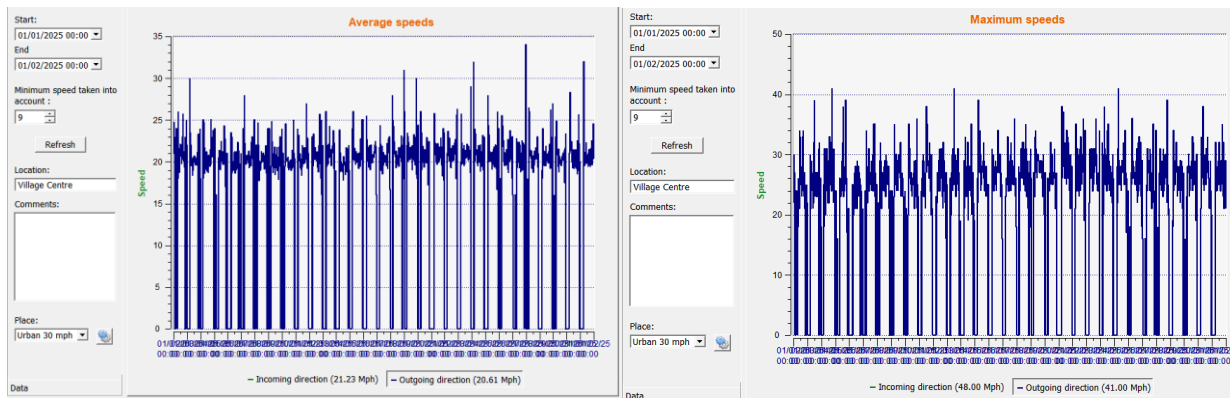 Start:
01/01/2025 00:00
End
01/02/2025 00:00
Minimum speed taken into
account :
9
Refresh
Location:
Village Centre
Comments:
Place:
Urban 30 mph
Data
Average speeds
35
30
25
20
15
10
5
0
Speed
Incoming direction (21.23 Mph)
Outgoing direction (20.61 Mph)
Start:
01/01/2025 00:00
End
01/02/2025 00:00
Minimum speed taken into
account :
9
Refresh
Location:
Village Centre
Comments:
Place:
Urban 30 mph
Data
Maximum speeds
50
40
30
20
10
0
Speed
Incoming direction (48.00 Mph)
Outgoing direction (41.00 Mph)